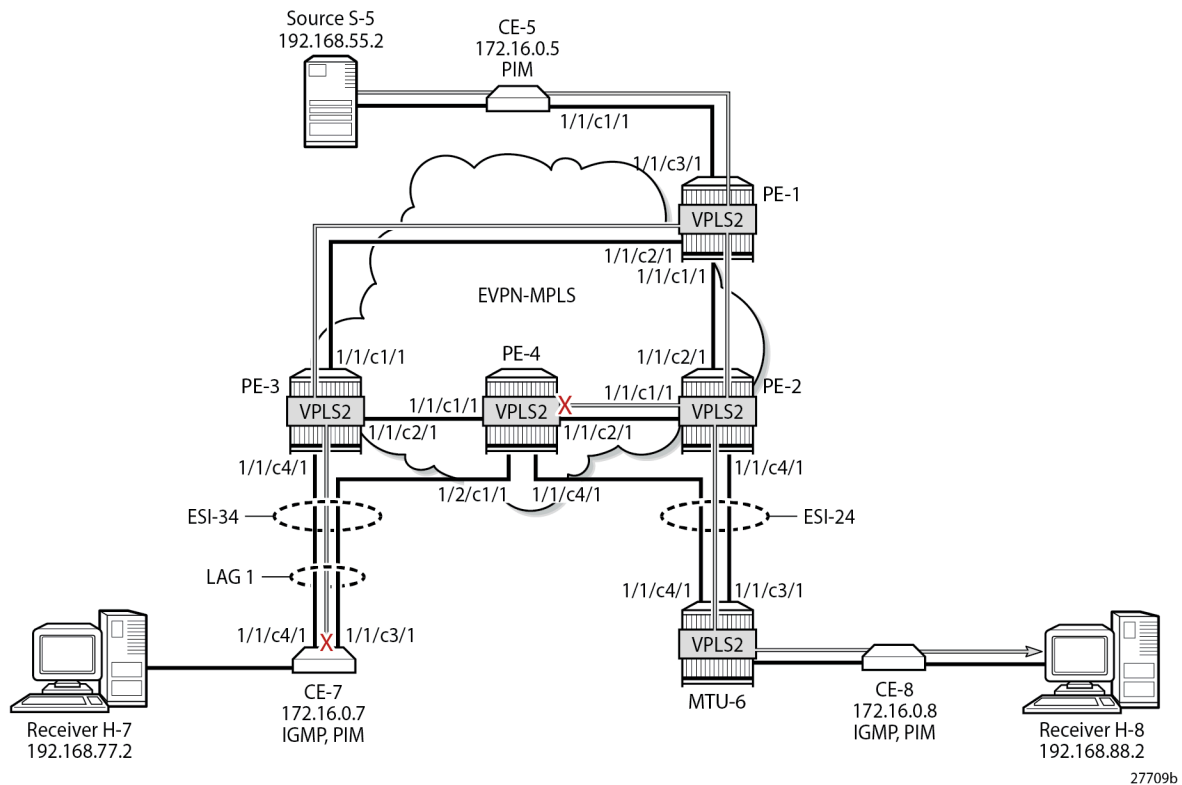 Source S-5
192.168.55.2
CE-5
172.16.0.5
PIM
1/1/c1/1
1/1/c3/1
PE-1
VPLS2
1/1/c2/1
1/1/c1/1
EVPN-MPLS
1/1/c1/1
PE-4
1/1/c2/1
PE-3
1/1/c1/1
PE-2
VPLS2
1/1/c1/1
VPLS2
X
VPLS2
1/1/c2/1
1/1/c2/1
1/1/c4/1
1/1/c4/1
1/2/c1/1
1/1/c4/1
ESI-34
ESI-24
LAG 1
1/1/c4/1
1/1/c3/1
1/1/c4/1
X
1/1/c3/1
VPLS2
MTU-6
CE-7
172.16.0.7
IGMP, PIM
CE-8
172.16.0.8
IGMP, PIM
Receiver H-7
192.168.77.2
Receiver H-8
192.168.88.2
27709b